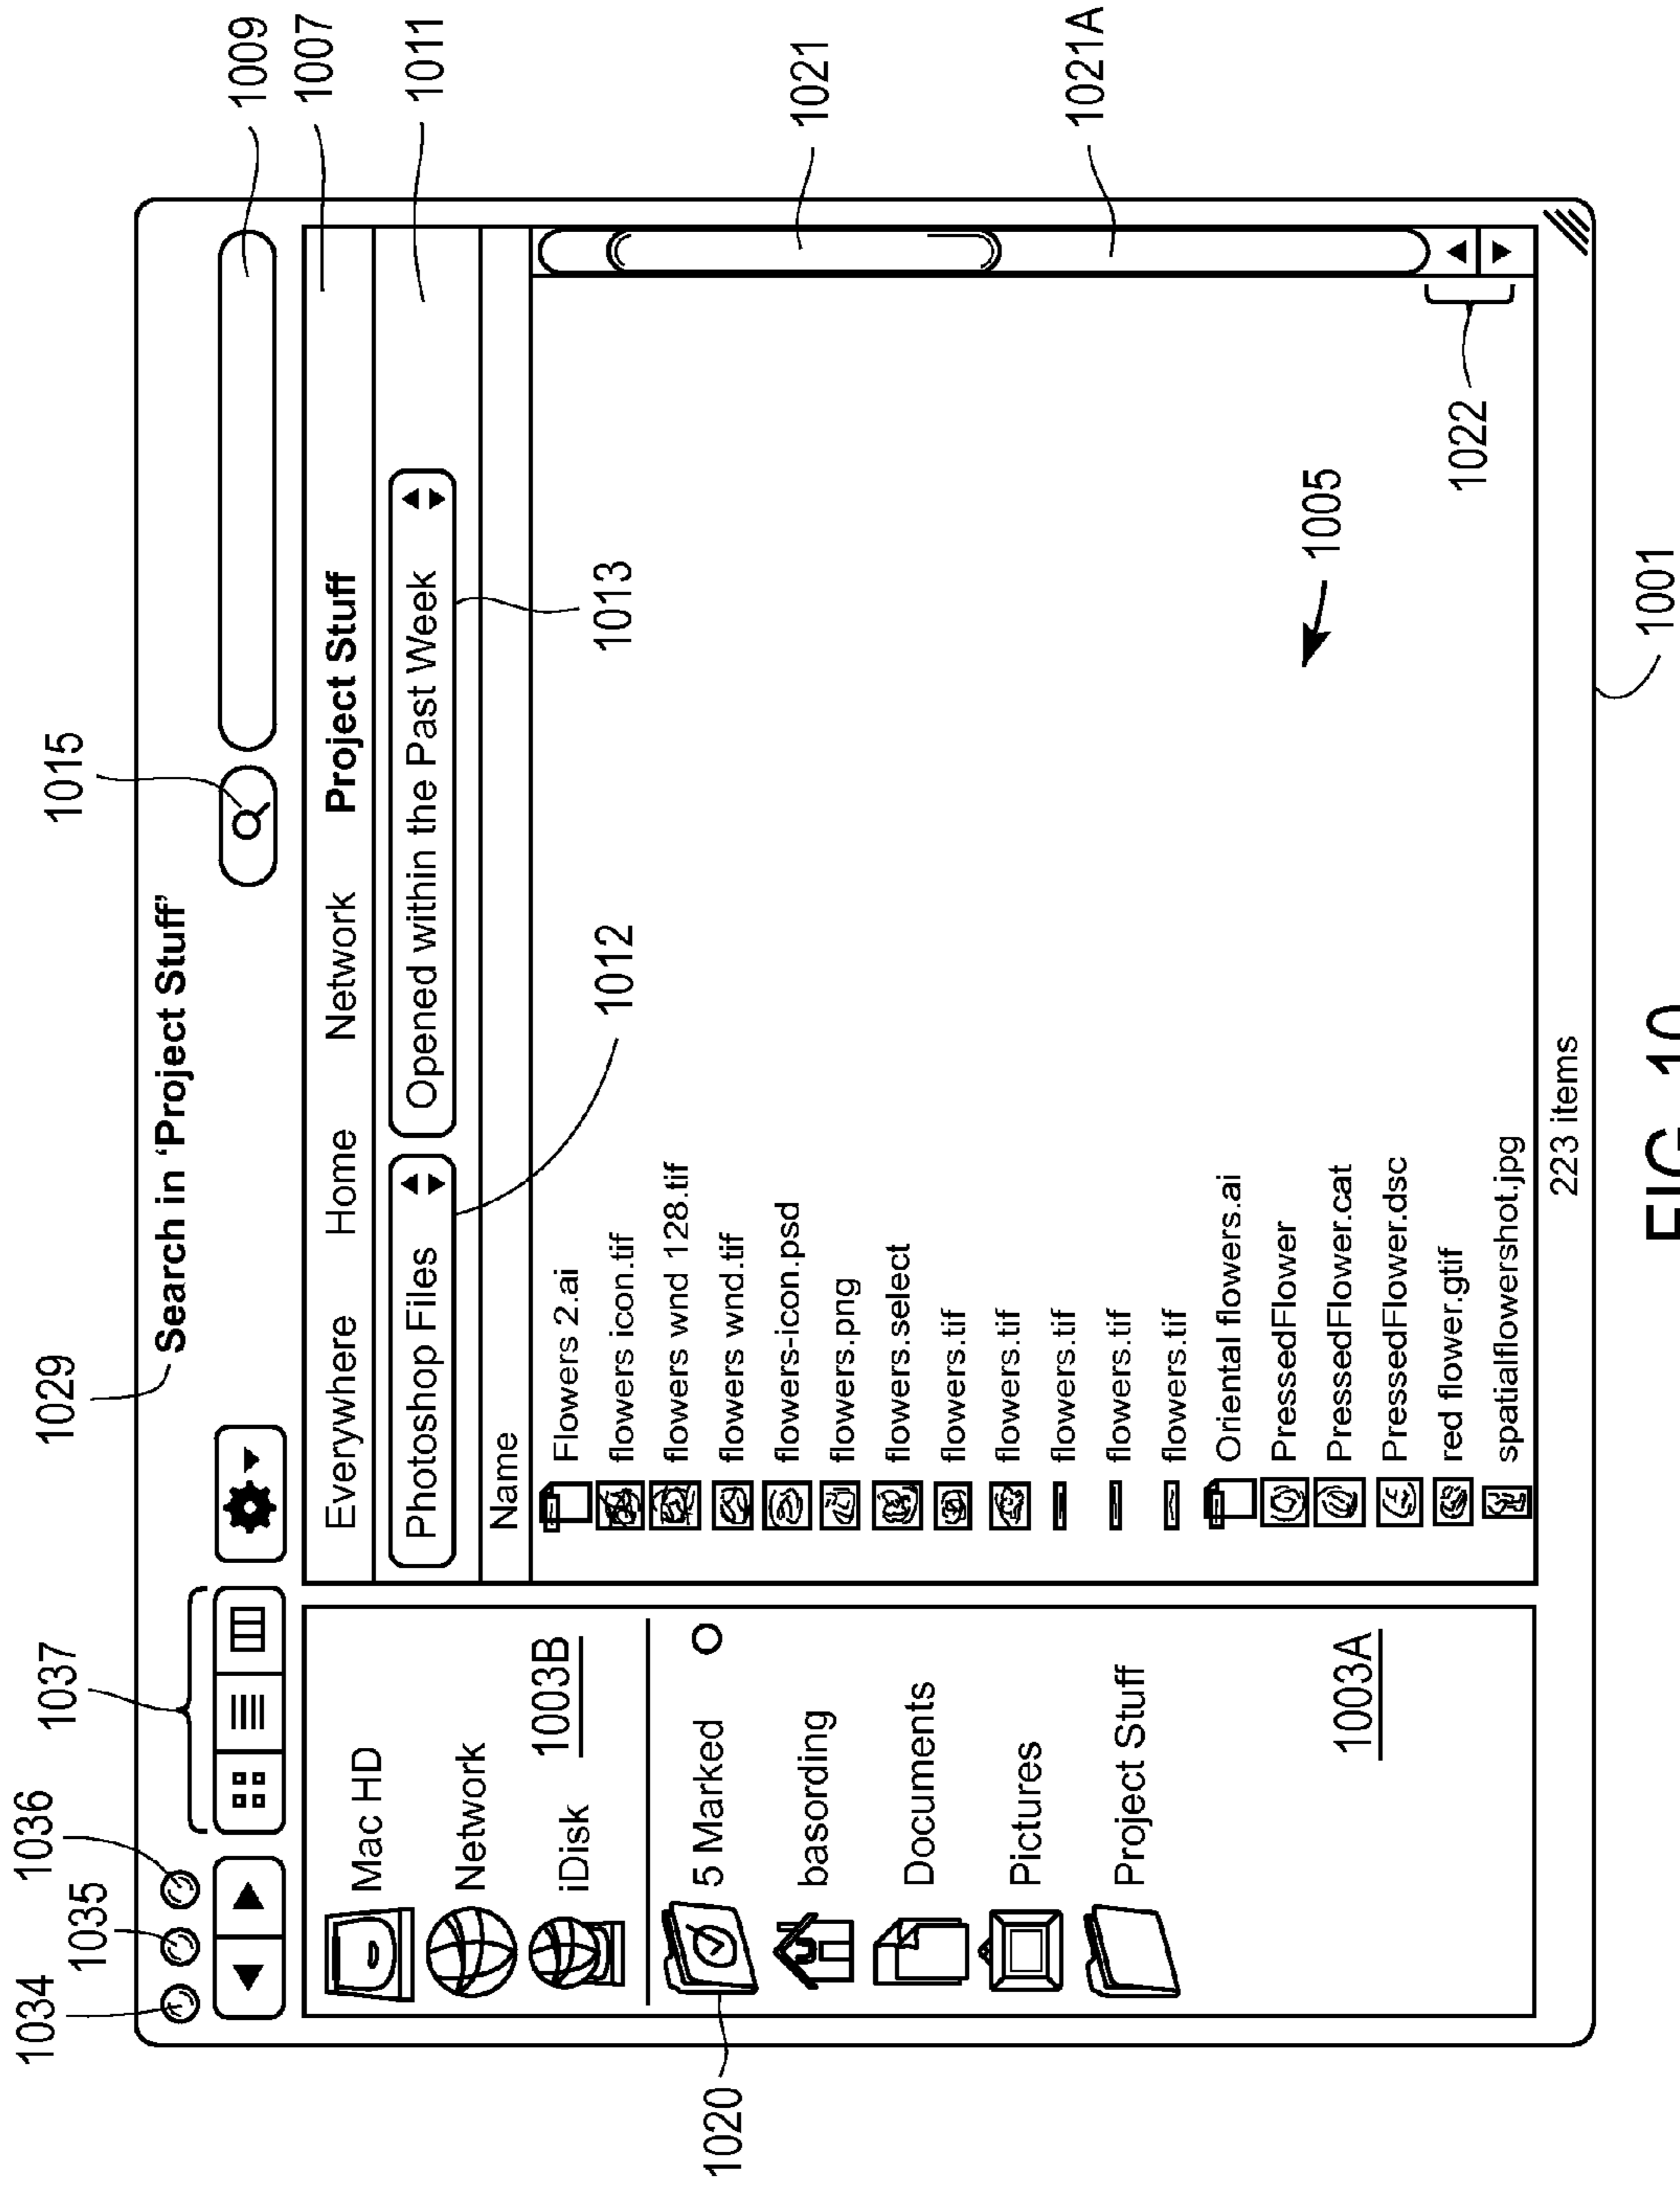 1034
1035
1036
1037
1029
1015
1009
1007
1011
Search in ‘Project Stuff’
Everywhere Home Network Project Stuff
Photoshop Files Opened within the Past Week
1012
1013
Name
Mac HD
Network
iDisk
1003B
5 Marked
basording
Documents
Pictures
Project Stuff
1003A
1020
Flowers 2.ai
flowers icon.tif
flowers wnd 128.tif
flowers wnd.tif
flowers-icon.psd
flowers.png
flowers.select
flowers.tif
flowers.tif
flowers.tif
flowers.tif
flowers.tif
Oriental flowers.ai
PressedFlower
PressedFlower.cat
PressedFlower.dsc
red flower.gtif
spatialflowershot.jpg
1021
1021A
1005
1022
223 items
1001
FIG. 10